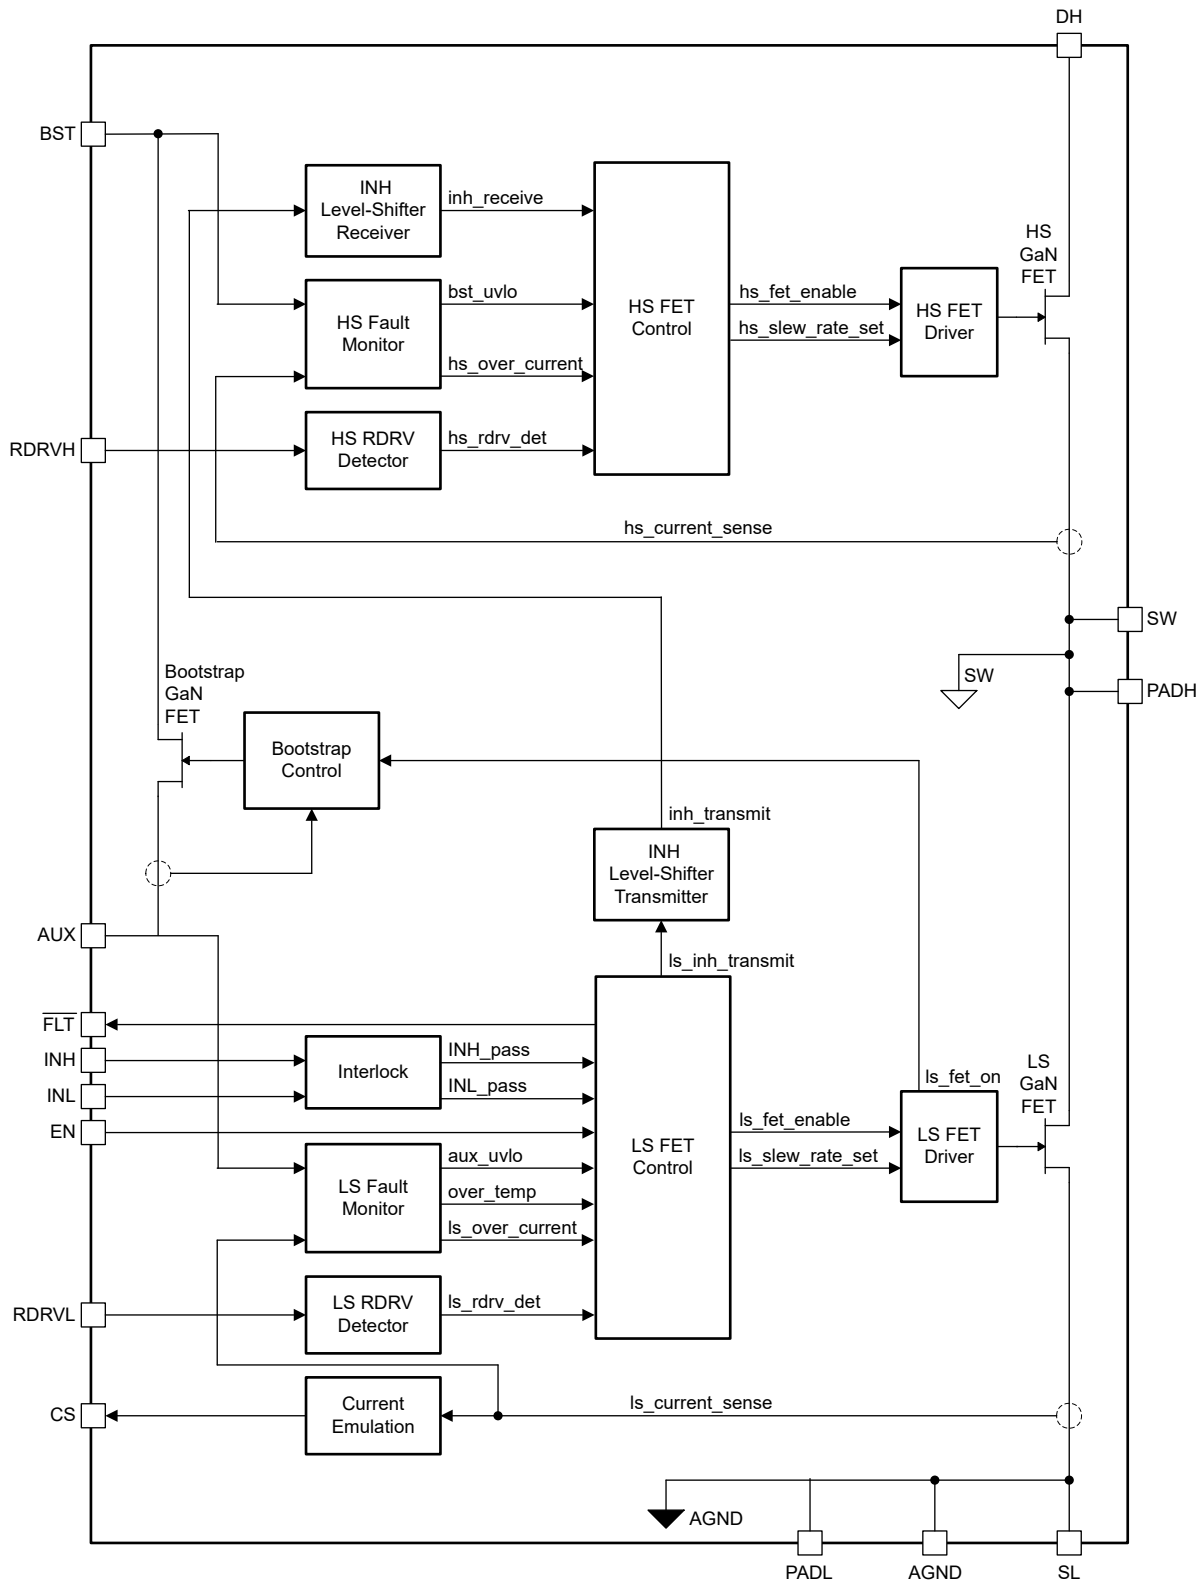 DH
BST
INH
Level-Shifter
Receiver
inh_receive
HS
GaN
FET
HS Fault
Monitor
bst_uvlo
hs_over_current
HS FET
Control
hs_fet_enable
hs_slew_rate_set
HS FET
Driver
RDRVH
HS RDRV
Detector
hs_rdrv_det
hs_current_sense
SW
SW
PADH
Bootstrap
GaN
FET
Bootstrap
Control
inh_transmit
INH
Level-Shifter
Transmitter
AUX
ls_inh_transmit
FLT
INH
INL
EN
Interlock
INH_pass
INL_pass
LS Fault
Monitor
aux_uvlo
over_temp
ls_over_current
LS FET
Control
ls_fet_enable
ls_slew_rate_set
ls_fet_on
LS FET
Driver
LS
GaN
FET
RDRVL
LS RDRV
Detector
ls_rdrv_det
CS
Current
Emulation
ls_current_sense
AGND
PADL
AGND
SL